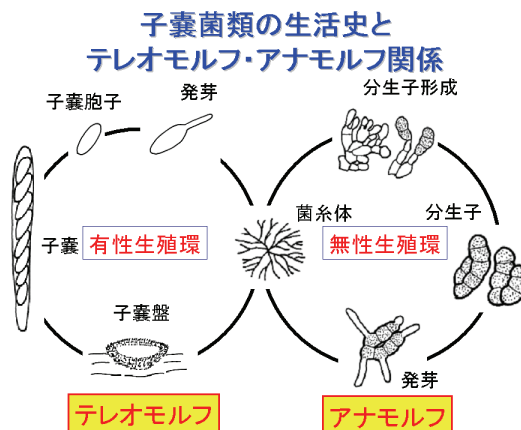 子嚢菌類の生活史と
テレオモルフ・アナモルフ関係
子嚢胞子
発芽
子嚢
有性生殖環
子嚢盤
テレオモルフ
菌糸体
分生子形成
分生子
無性生殖環
発芽
アナモルフ